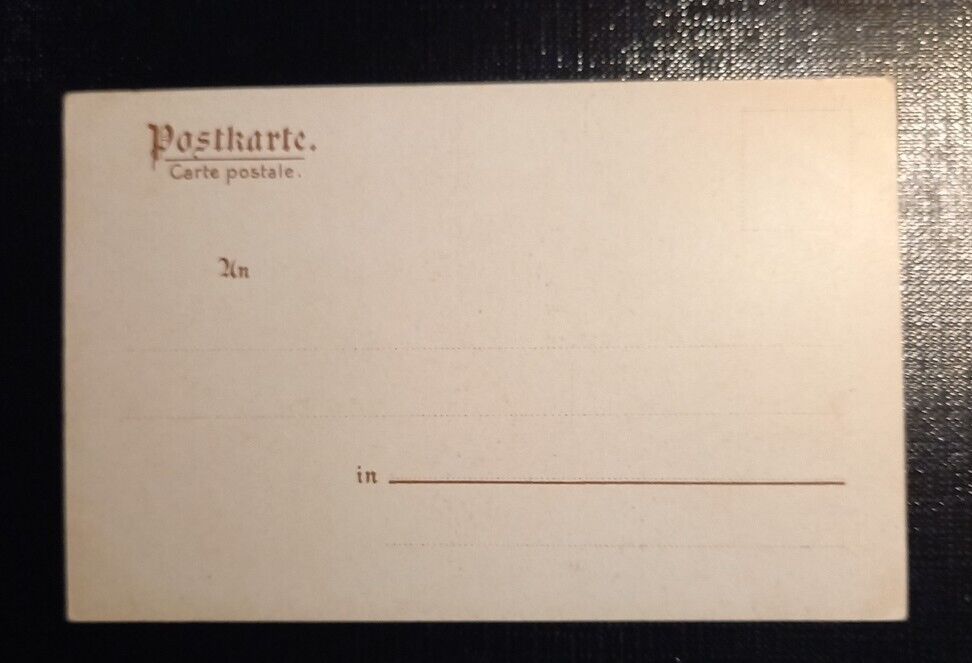 Postkarte.
Carte postale.
An
in